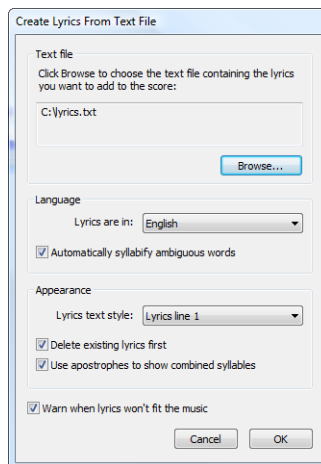 Create Lyrics From Text File
Text file
Click Browse to choose the text file containing the lyrics
you want to add to the score:
C:\lyrics.txt
Browse...
Language
Lyrics are in: English
Automatically syllabify ambiguous words
Appearance
Lyrics text style: Lyrics line 1
Delete existing lyrics first
Use apostrophes to show combined syllables
Warn when lyrics won't fit the music
Cancel OK